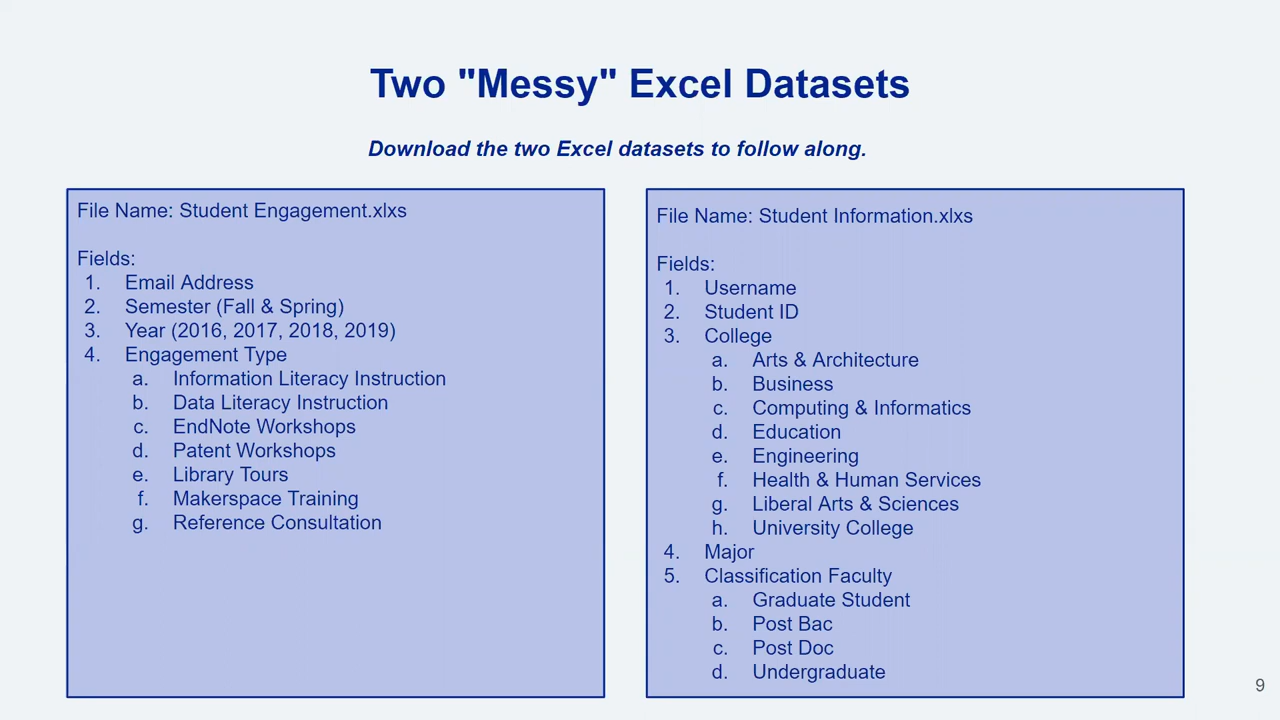 Two "Messy" Excel Datasets
Download the two Excel datasets to follow along.
File Name: Student Engagement.xlxs
Fields:
1. Email Address
2. Semester (Fall & Spring)
3. Year (2016, 2017, 2018, 2019)
4. Engagement Type
a. Information Literacy Instruction
b. Data Literacy Instruction
c. EndNote Workshops
d. Patent Workshops
e. Library Tours
f. Makerspace Training
g. Reference Consultation
File Name: Student Information.xlxs
Fields:
1. Username
2. Student ID
3. College
a. Arts & Architecture
b. Business
c. Computing & Informatics
d. Education
e. Engineering
f. Health & Human Services
g. Liberal Arts & Sciences
h. University College
4. Major
5. Classification Faculty
a. Graduate Student
b. Post Bac
c. Post Doc
d. Undergraduate
9